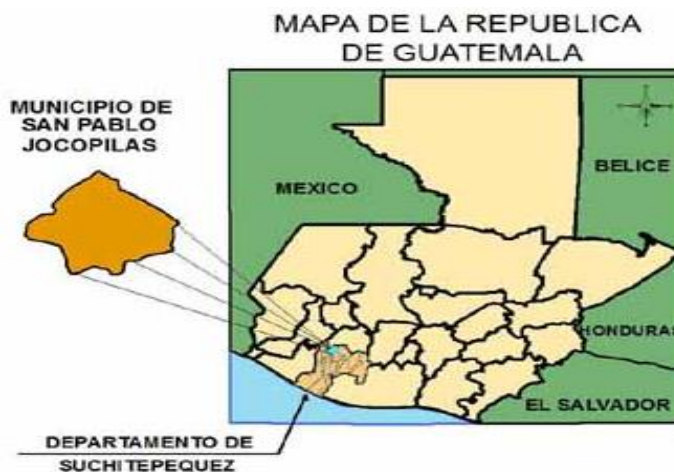 MAPA DE LA REPUBLICA
DE GUATEMALA
MUNICIPIO DE
SAN PABLO
JOCOPILAS
MEXICO
BELICE
HONDURAS
EL SALVADOR
DEPARTAMENTO DE
SUCHITEPEQUEZ